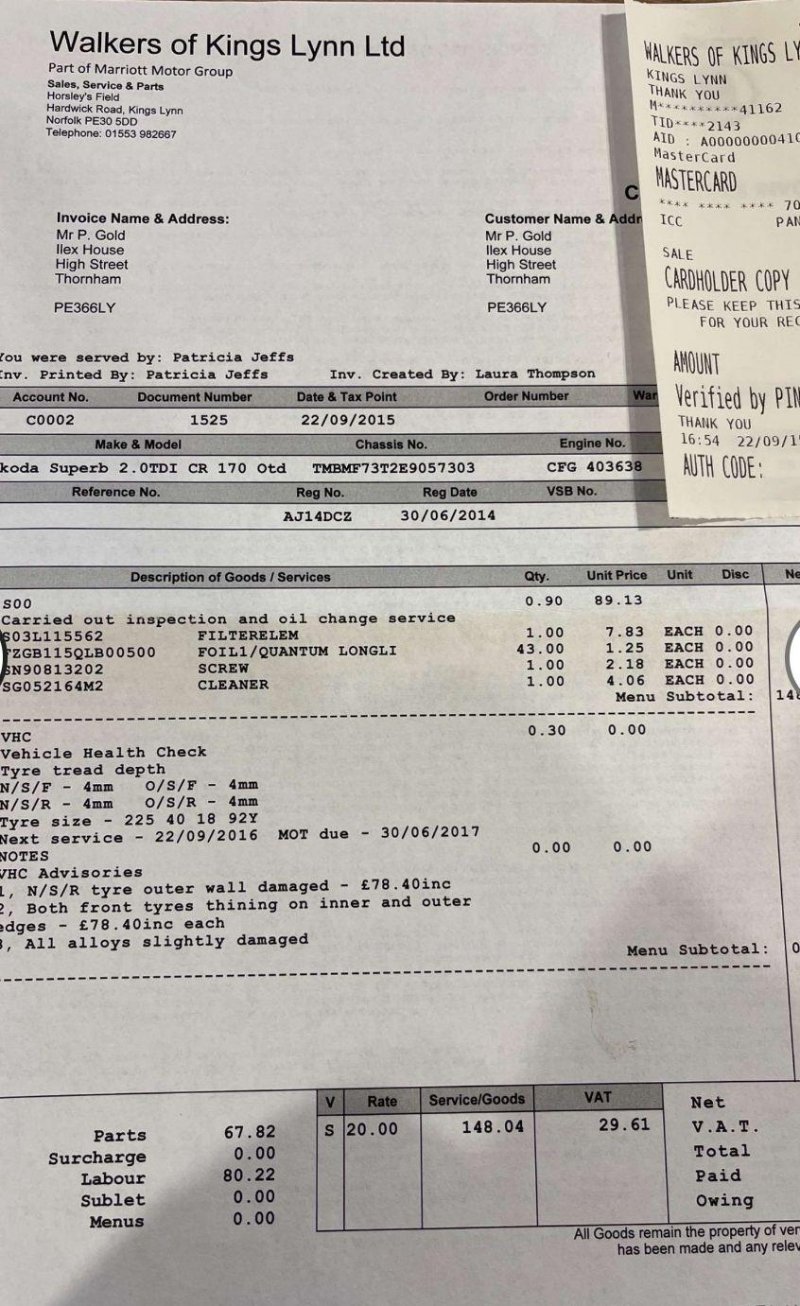 Walkers of Kings Lynn Ltd
Part of Marriott Motor Group
Sales, Service & Parts
Horsley's Field
Hardwick Road, Kings Lynn
Norfolk PE30 5DD
Telephone: 01553 982667
WALKERS OF KINGS LY
KINGS LYNN
THANK YOU
M**********41162
TID****2143
AID : A00000000410
MasterCard
MASTERCARD
**** **** **** 70
ICC PAN
SALE
CARDHOLDER COPY
PLEASE KEEP THIS
FOR YOUR REC
AMOUNT
Verified by PIN
THANK YOU
16:54 22/09/15
AUTH CODE:
C
Invoice Name & Address: Customer Name & Addr
Mr P. Gold Mr P. Gold
Ilex House Ilex House
High Street High Street
Thornham Thornham
PE366LY PE366LY
You were served by: Patricia Jeffs
Inv. Printed By: Patricia Jeffs Inv. Created By: Laura Thompson
Account No. Document Number Date & Tax Point Order Number War
C0002 1525 22/09/2015
Make & Model Chassis No. Engine No.
koda Superb 2.0TDI CR 170 Otd TMBMF73T2E9057303 CFG 403638
Reference No. Reg No. Reg Date VSB No.
AJ14DCZ 30/06/2014
Description of Goods / Services Qty. Unit Price Unit Disc Ne
S00 0.90 89.13
Carried out inspection and oil change service
S03L115562 FILTERELEM 1.00 7.83 EACH 0.00
ZGB115QLB00500 FOIL1/QUANTUM LONGLI 43.00 1.25 EACH 0.00
SN90813202 SCREW 1.00 2.18 EACH 0.00
SG052164M2 CLEANER 1.00 4.06 EACH 0.00
Menu Subtotal: 148
VHC 0.30 0.00
Vehicle Health Check
Tyre tread depth
N/S/F - 4mm O/S/F - 4mm
N/S/R - 4mm O/S/R - 4mm
Tyre size - 225 40 18 92Y
Next service - 22/09/2016 MOT due - 30/06/2017
NOTES 0.00 0.00
VHC Advisories
1, N/S/R tyre outer wall damaged - £78.40inc
2, Both front tyres thining on inner and outer
edges - £78.40inc each
3, All alloys slightly damaged
Menu Subtotal: 0
V Rate Service/Goods VAT
S 20.00 148.04 29.61
Parts 67.82
Surcharge 0.00
Labour 80.22
Sublet 0.00
Menus 0.00
Net
V.A.T.
Total
Paid
Owing
All Goods remain the property of ven
has been made and any relev